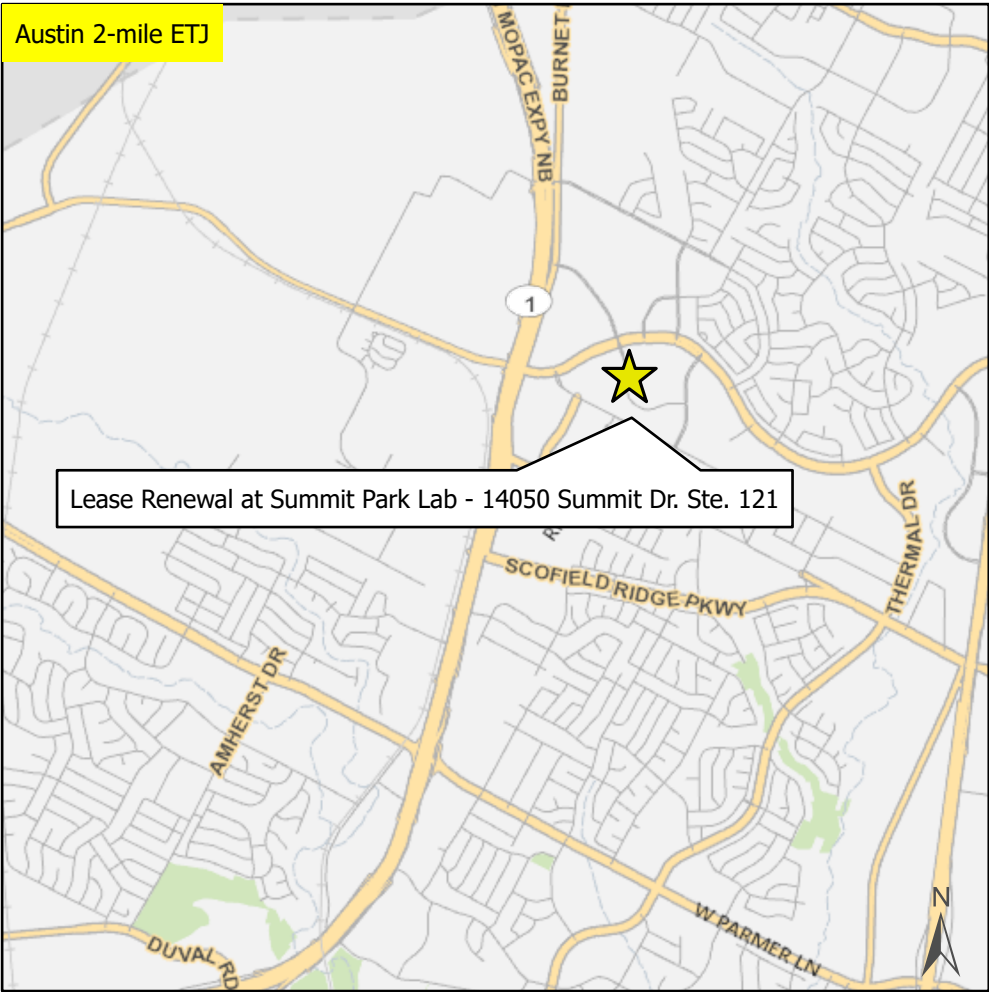 Austin 2-mile ETJ
MOPAC EXPY NB
BURNET
1
Lease Renewal at Summit Park Lab - 14050 Summit Dr. Ste. 121
SCOFIELD RIDGE PKWY
THERMAL DR
AMHERST DR
DUVAL RD
W PARMER LN
N